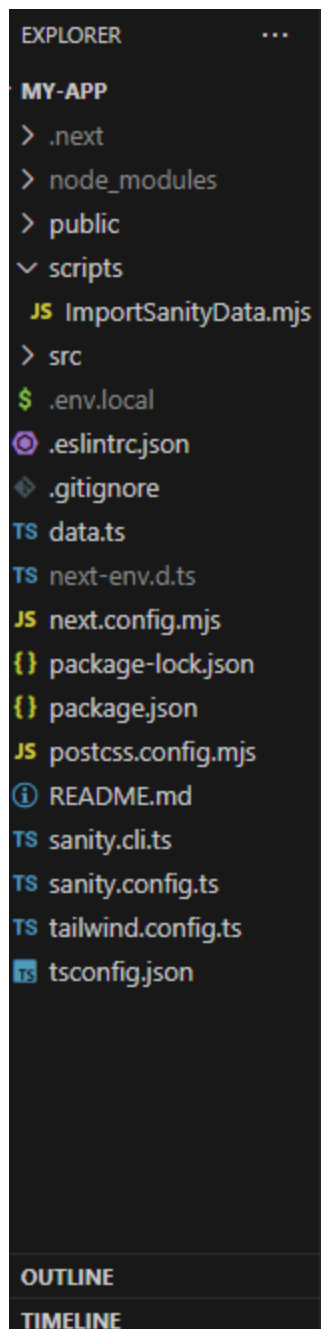 EXPLORER ...
MY-APP
.next
node_modules
public
scripts
JS ImportSanityData.mjs
src
$ .env.local
.eslintrc.json
.gitignore
TS data.ts
TS next-env.d.ts
JS next.config.mjs
{} package-lock.json
{} package.json
JS postcss.config.mjs
README.md
TS sanity.cli.ts
TS sanity.config.ts
TS tailwind.config.ts
TS tsconfig.json
OUTLINE
TIMELINE